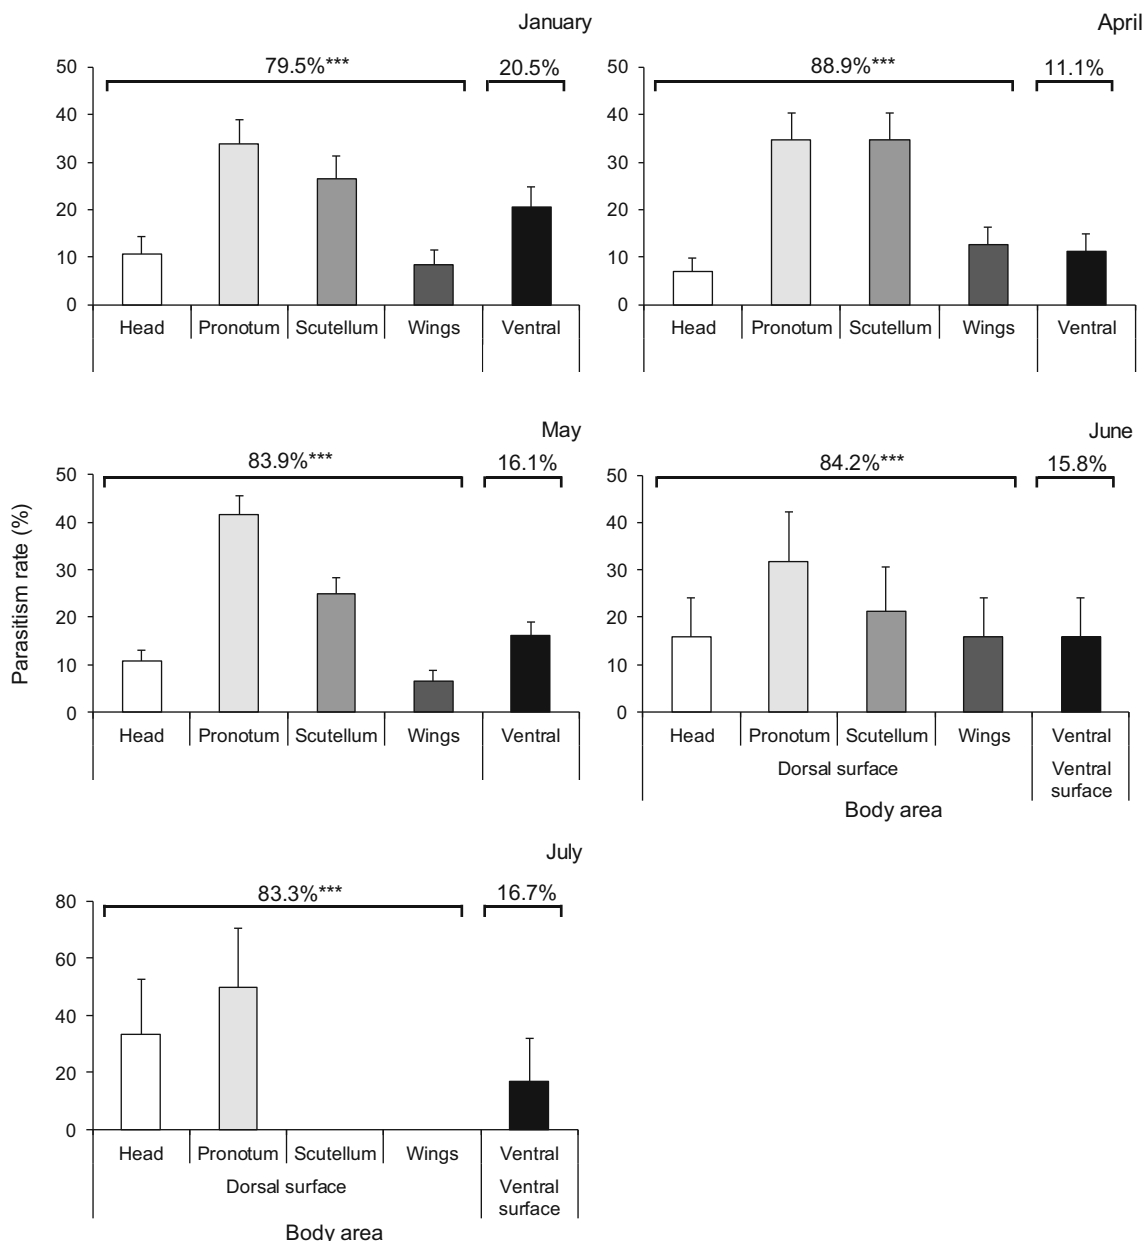 January
79.5%***
20.5%
50
40
30
20
10
0
Head Pronotum Scutellum Wings Ventral
April
88.9%***
11.1%
50
40
30
20
10
0
Head Pronotum Scutellum Wings Ventral
Parasitism rate (%)
May
83.9%***
16.1%
50
40
30
20
10
0
Head Pronotum Scutellum Wings Ventral
June
84.2%***
15.8%
50
40
30
20
10
0
Head Pronotum Scutellum Wings Ventral
Dorsal surface
Ventral
surface
Body area
July
83.3%***
16.7%
80
60
40
20
0
Head Pronotum Scutellum Wings Ventral
Dorsal surface
Ventral
surface
Body area